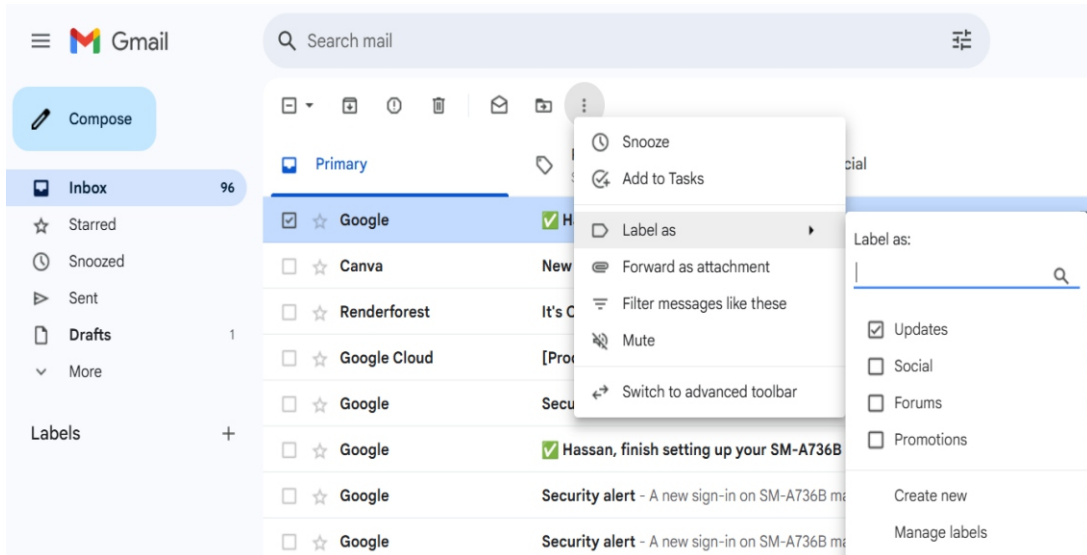 Gmail
Search mail
Compose
Inbox 96
Starred
Snoozed
Sent
Drafts 1
More
Labels +
Primary
cial
Google ✅ H
Canva New
Renderforest It's
Google Cloud [Prod
Google Secu
Google ✅ Hassan, finish setting up your SM-A736B
Google Security alert - A new sign-in on SM-A736B ma
Google Security alert - A new sign-in on SM-A736B ma
Snooze
Add to Tasks
Label as
Forward as attachment
Filter messages like these
Mute
Switch to advanced toolbar
Label as:
Updates
Social
Forums
Promotions
Create new
Manage labels